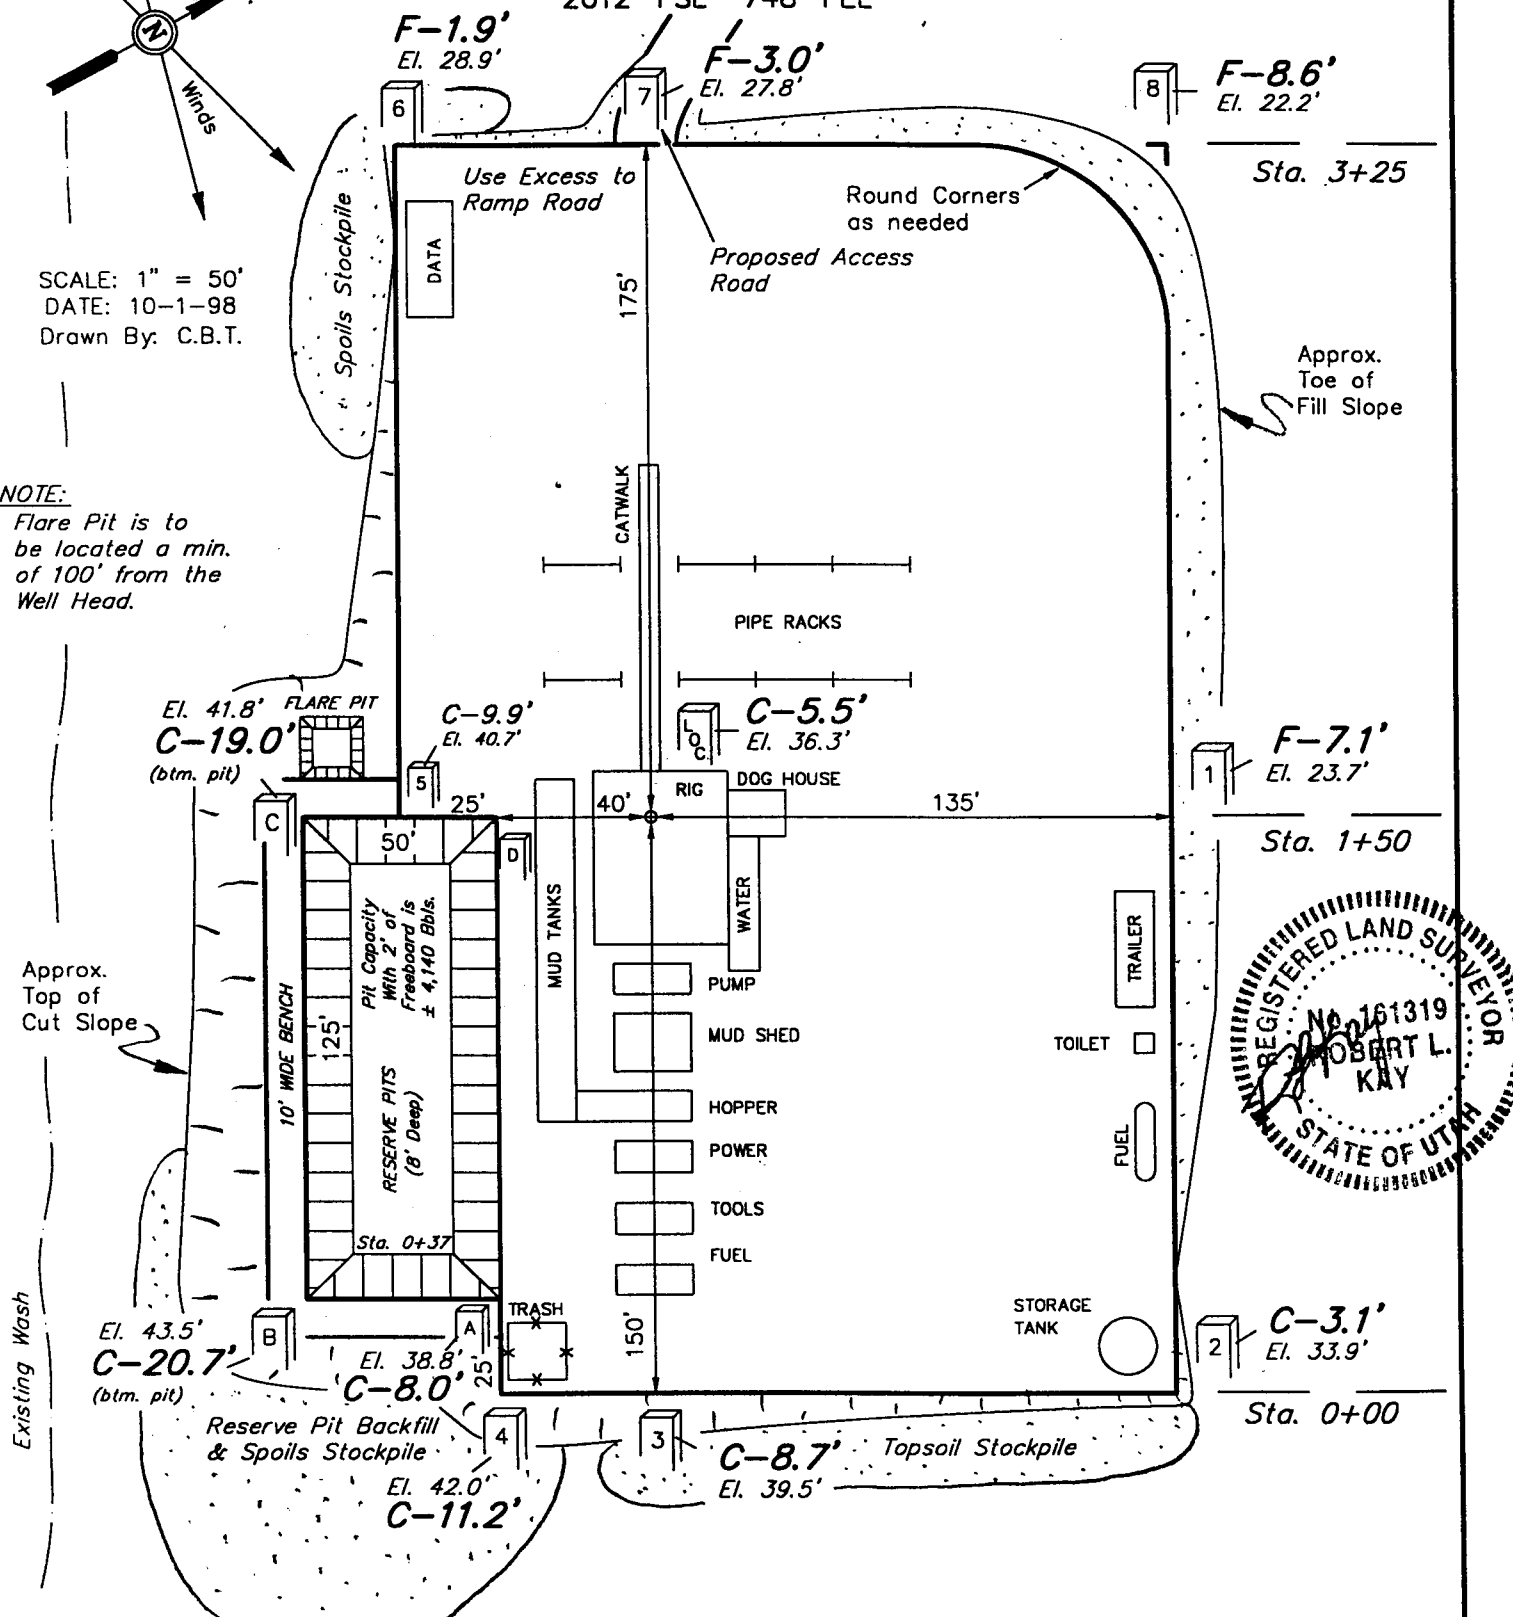 N
Winds
SCALE: 1" = 50'
DATE: 10-1-98
Drawn By: C.B.T.
F-1.9'
El. 28.9'
6
F-3.0'
El. 27.8'
7
F-8.6'
El. 22.2'
8
Sta. 3+25
Use Excess to
Ramp Road
Round Corners
as needed
Proposed Access
Road
Spoils Stockpile
DATA
175'
Approx.
Toe of
Fill Slope
NOTE:
Flare Pit is to
be located a min.
of 100' from the
Well Head.
CATWALK
PIPE RACKS
El. 41.8'
C-19.0'
(btm. pit)
FLARE PIT
C-9.9'
El. 40.7'
5
LOC.
C-5.5'
El. 36.3'
F-7.1'
El. 23.7'
1
Sta. 1+50
RIG
DOG HOUSE
25'
40'
135'
C
50'
D
MUD TANKS
WATER
Pit Capacity
With 2' of
Freeboard is
± 4,140 Bbls.
RESERVE PITS
(8' Deep)
125'
10' WIDE BENCH
Sta. 0+37
Approx.
Top of
Cut Slope
PUMP
MUD SHED
HOPPER
POWER
TOOLS
FUEL
TRAILER
TOILET
FUEL
REGISTERED LAND SURVEYOR
No. 161319
ROBERT L.
KAY
STATE OF UTAH
TRASH
STORAGE
TANK
150'
25'
B
A
El. 43.5'
C-20.7'
(btm. pit)
El. 38.8'
C-8.0'
2
C-3.1'
El. 33.9'
Sta. 0+00
Existing Wash
Reserve Pit Backfill
& Spoils Stockpile
4
El. 42.0'
C-11.2'
3
C-8.7'
El. 39.5'
Topsoil Stockpile